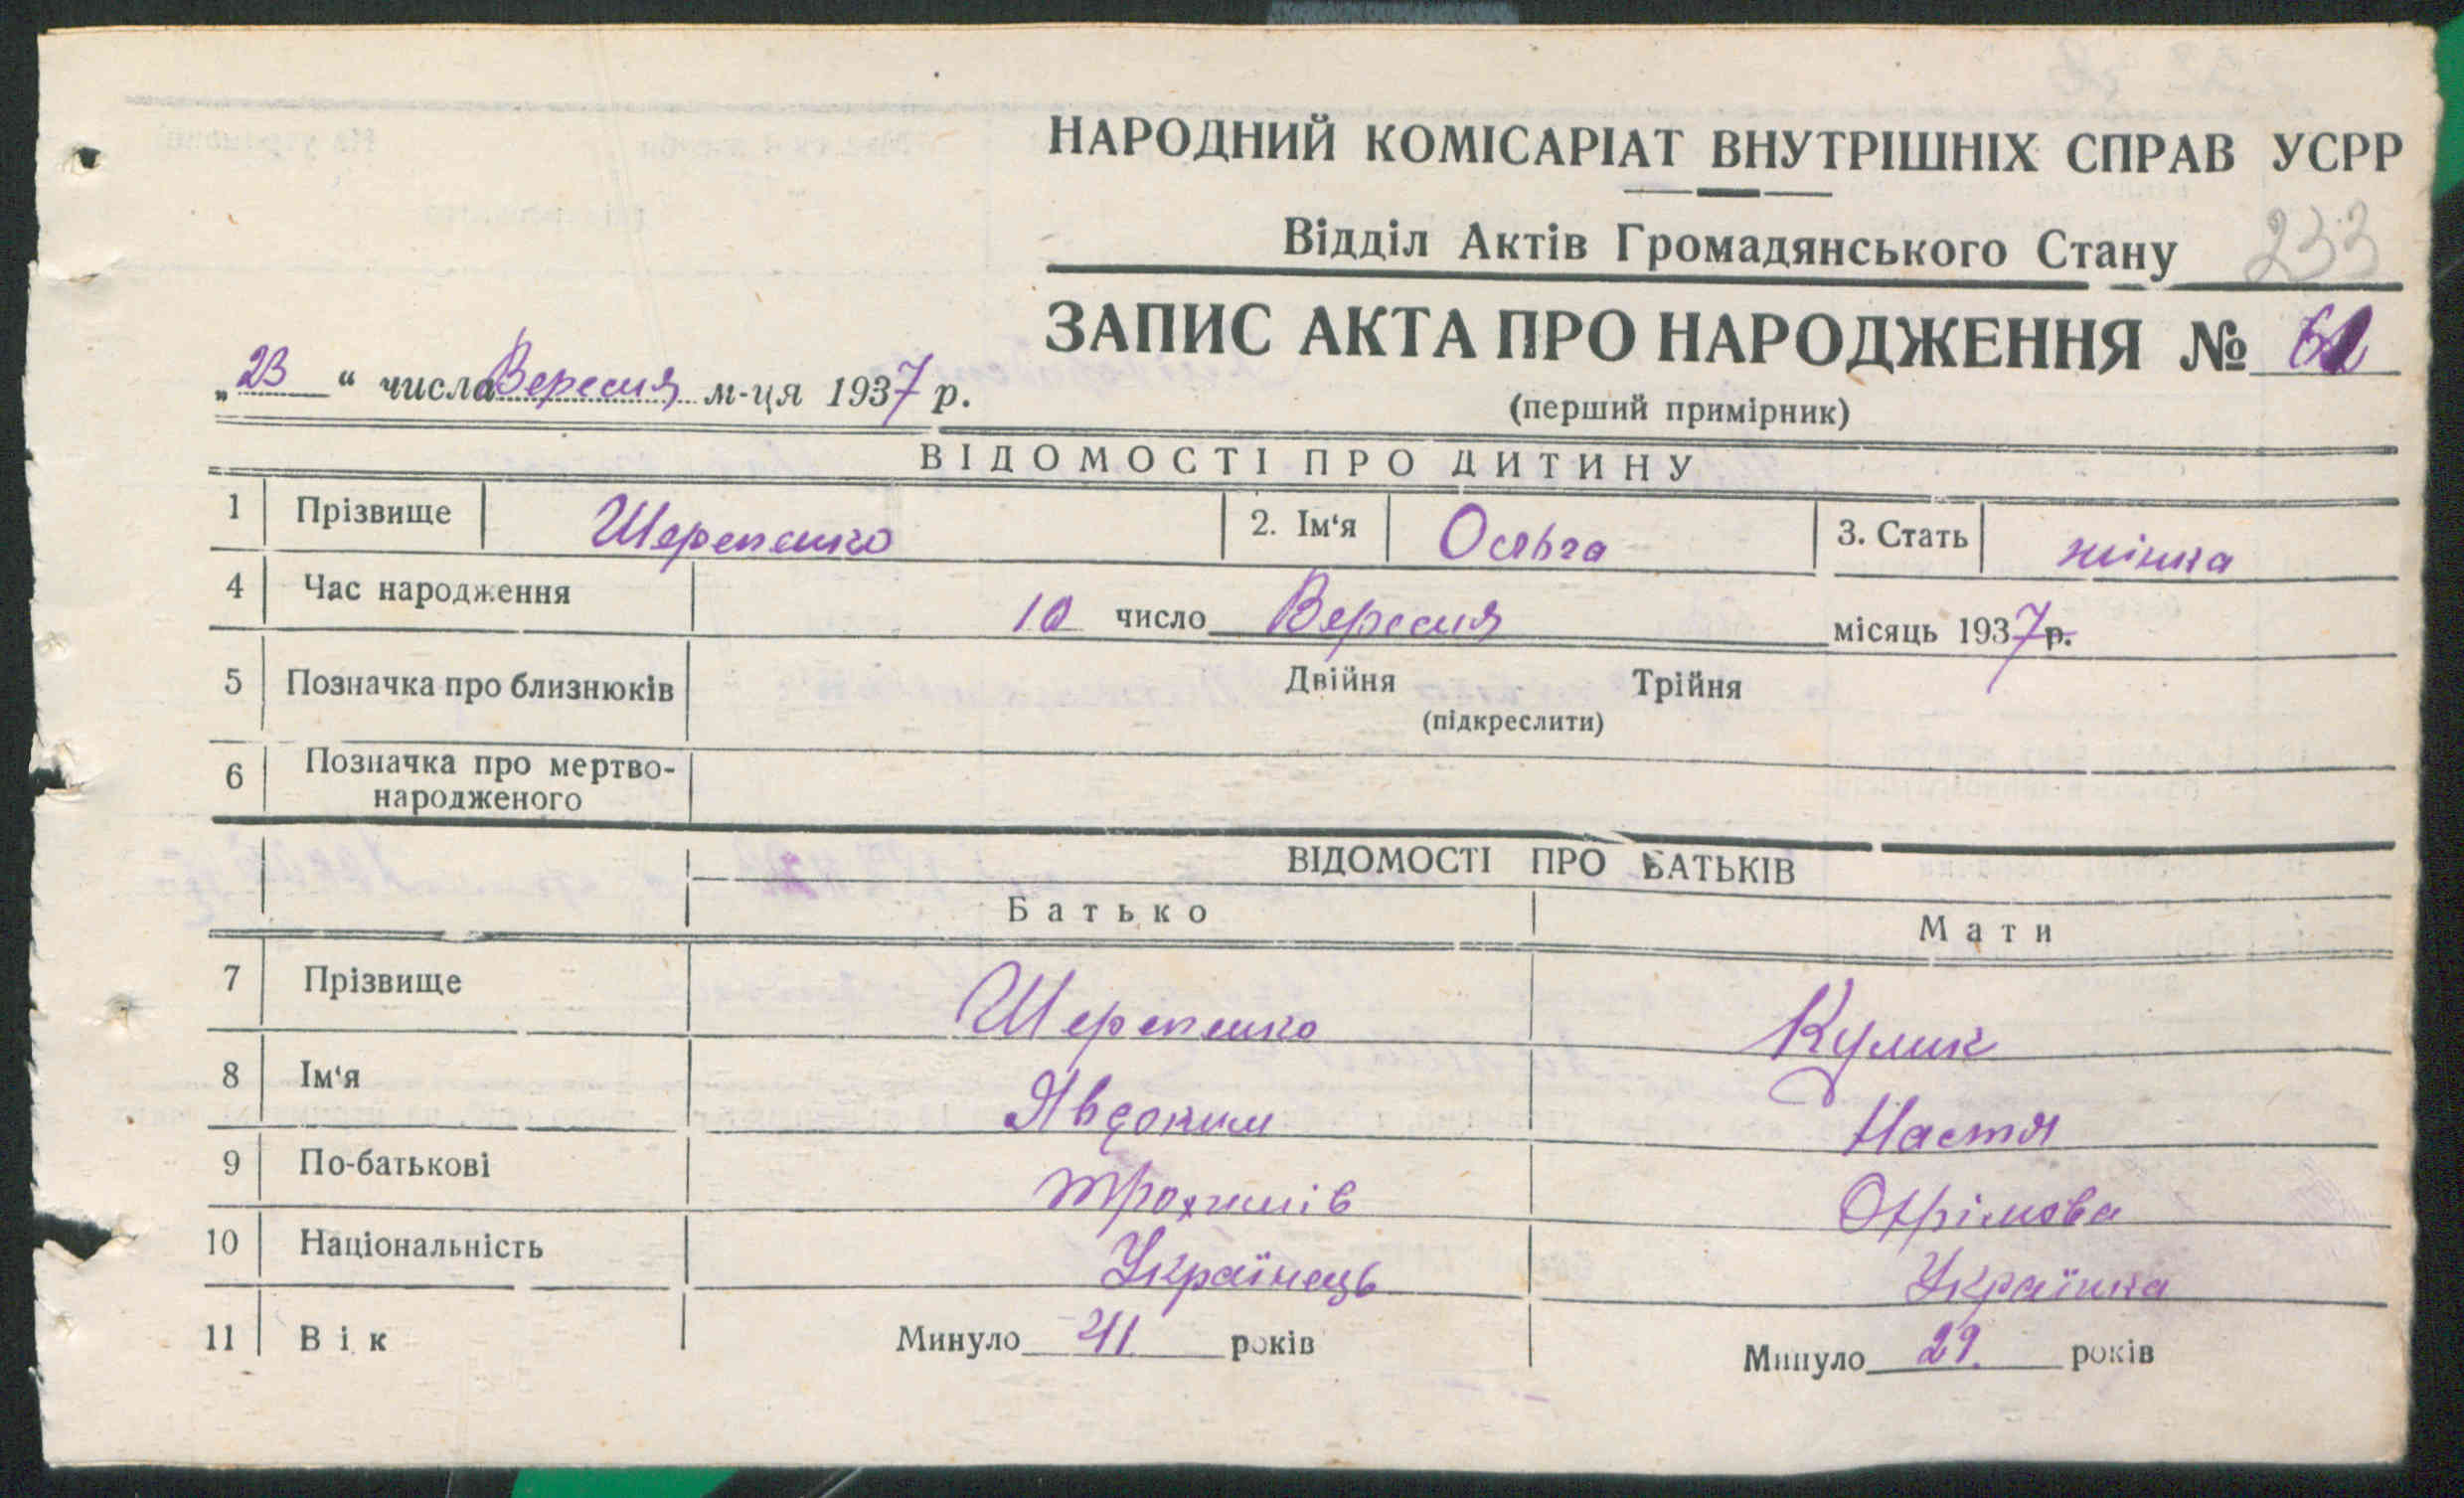 НАРОДНИЙ КОМІСАРІАТ ВНУТРІШНІХ СПРАВ УСРР
Відділ Актів Громадянського Стану 233
ЗАПИС АКТА ПРО НАРОДЖЕННЯ №
„23“ числа Вересня м-ця 1937 р.
(перший примірник)
ВІДОМОСТІ ПРО ДИТИНУ
1 Прізвище Шерепенко 2. Ім‘я Ольга 3. Стать жінка
4 Час народження 10 число Вересня місяць 1937 р.
5 Позначка про близнюків Двійня Трійня
(підкреслити)
6 Позначка про мертво-
народженого
ВІДОМОСТІ ПРО БАТЬКІВ
Батько Мати
7 Прізвище Шерепенко Кулик
8 Ім‘я Явдоким Настя
9 По-батькові Трохимів Охрімова
10 Національність Українець Українка
11 Вік Минуло 41 років Минуло 29. років